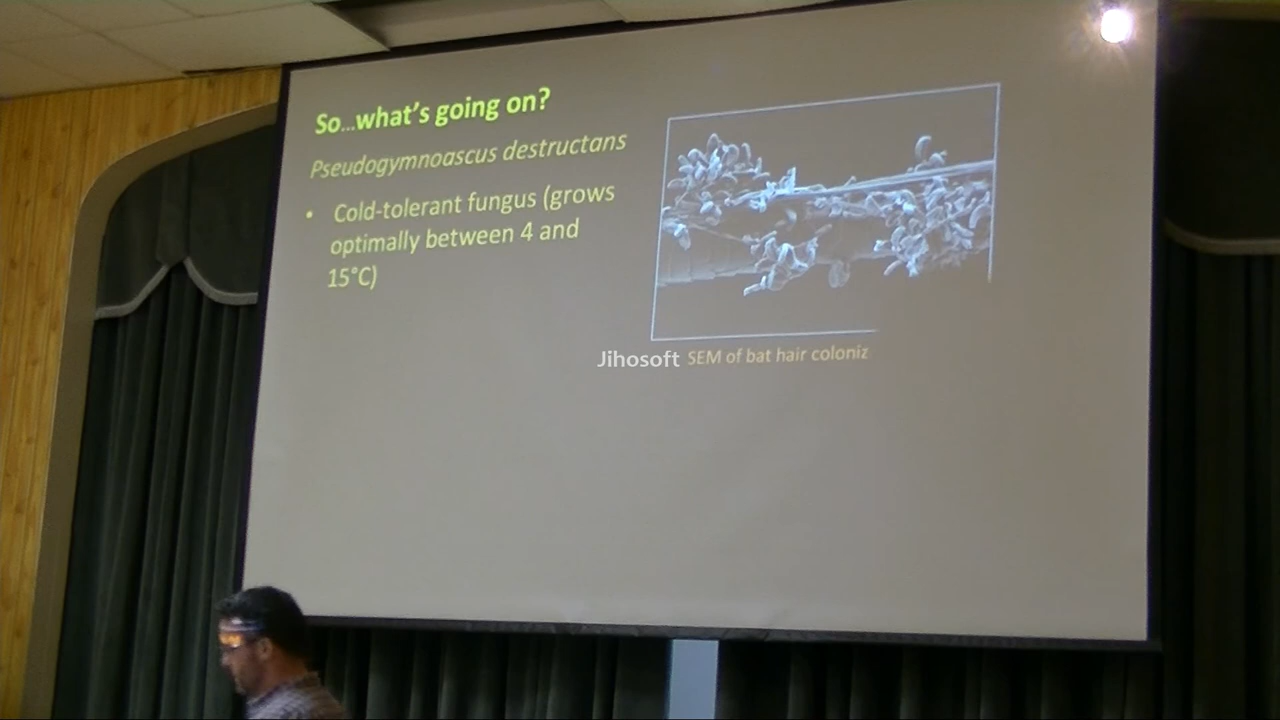 So...what's going on?
Pseudogymnoascus destructans
• Cold-tolerant fungus (grows
optimally between 4 and
15°C)
Jihosoft
SEM of bat hair coloniz